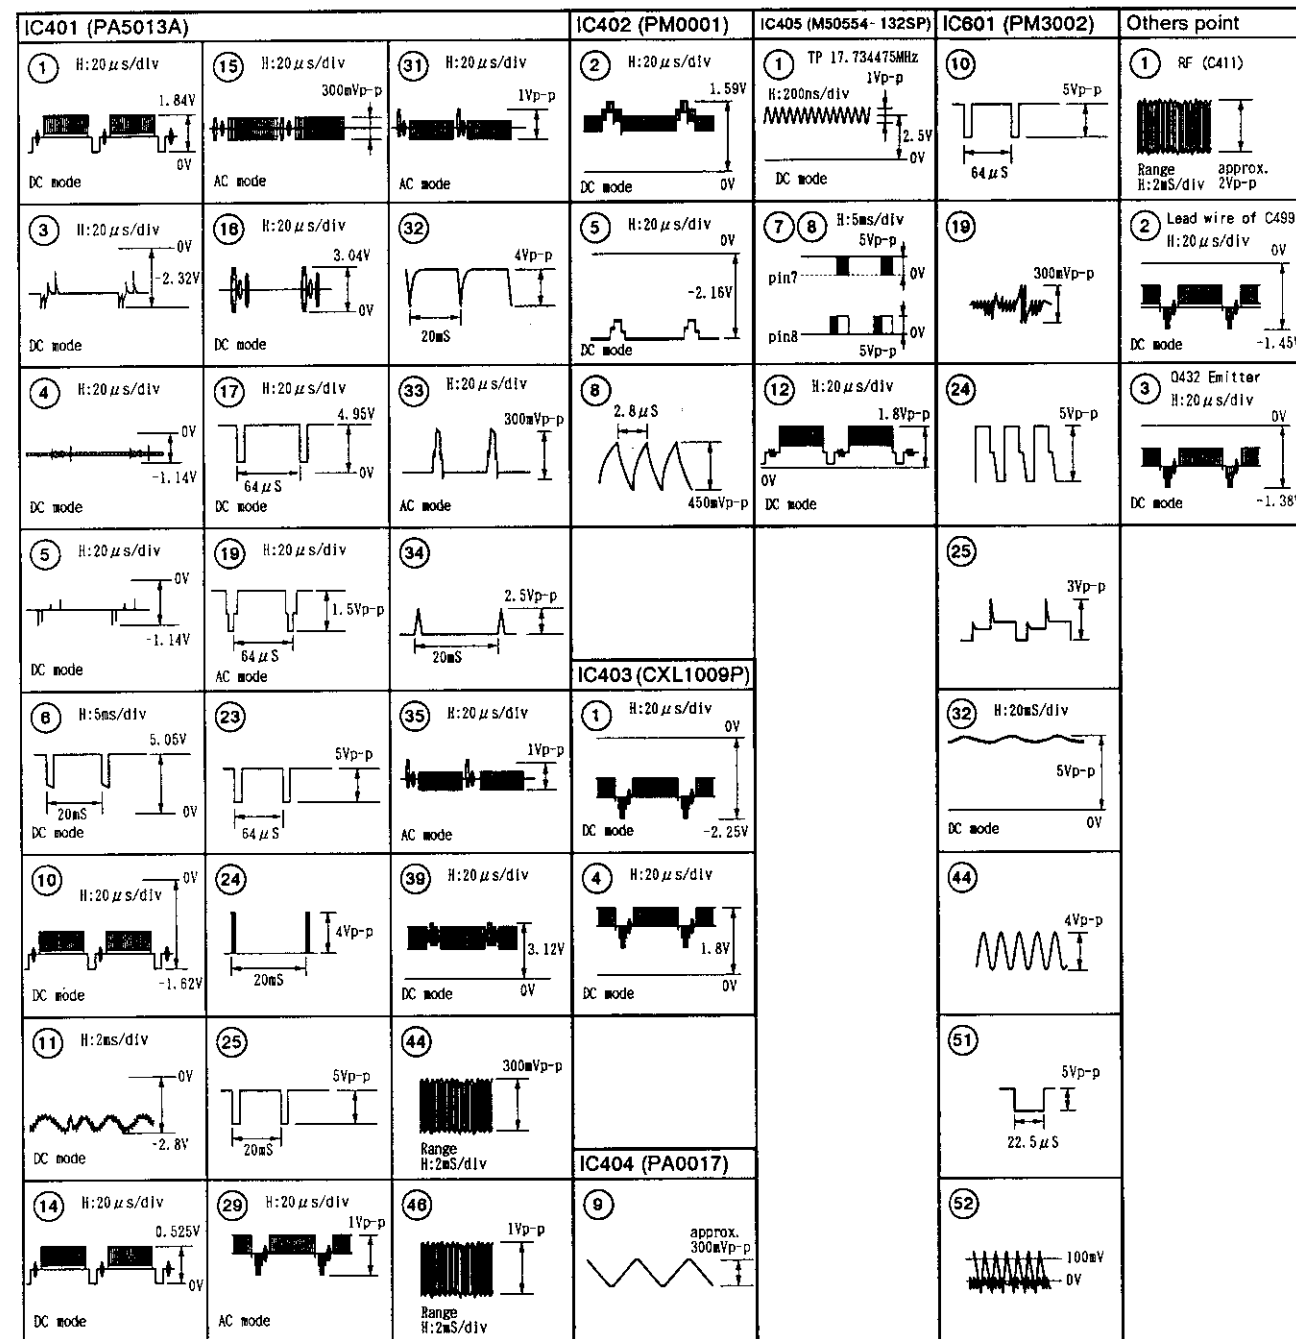 IC401 (PA5013A)
1
H:20μs/div
1.84V
0V
DC mode
3
H:20μs/div
0V
-2.32V
DC mode
4
H:20μs/div
0V
-1.14V
DC mode
5
H:20μs/div
0V
-1.14V
DC mode
6
H:5ms/div
5.05V
20mS
0V
DC mode
10
0V
H:20μs/div
-1.62V
DC mode
11
H:2ms/div
0V
-2.8V
DC mode
14
H:20μs/div
0.525V
0V
DC mode
15
H:20μs/div
300mVp-p
AC mode
16
H:20μs/div
3.04V
0V
DC mode
17
H:20μs/div
4.95V
64μS
0V
DC mode
19
H:20μs/div
1.5Vp-p
64μS
AC mode
23
5Vp-p
64μS
24
4Vp-p
20mS
25
5Vp-p
20mS
29
H:20μs/div
1Vp-p
AC mode
31
H:20μs/div
1Vp-p
AC mode
32
4Vp-p
20mS
33
H:20μs/div
300mVp-p
AC mode
34
2.5Vp-p
20mS
35
H:20μs/div
1Vp-p
AC mode
39
H:20μs/div
3.12V
0V
DC mode
44
300mVp-p
Range
H:2mS/div
46
1Vp-p
Range
H:2mS/div
IC402 (PM0001)
2
H:20μs/div
1.59V
DC mode
0V
5
H:20μs/div
0V
-2.16V
DC mode
8
2.8μS
450mVp-p
IC403 (CXL1009P)
1
H:20μs/div
0V
DC mode
-2.25V
4
H:20μs/div
1.8V
DC mode
0V
IC404 (PA0017)
9
approx.
300mVp-p
IC405 (M50554-132SP)
1
TP 17.734475MHz
1Vp-p
H:200ns/div
2.5V
0V
DC mode
7 8
H:5ms/div
5Vp-p
pin7
0V
pin8
0V
5Vp-p
12
H:20μs/div
1.8Vp-p
0V
DC mode
IC601 (PM3002)
10
5Vp-p
64μS
19
300mVp-p
24
5Vp-p
25
3Vp-p
32
H:20mS/div
5Vp-p
DC mode
0V
44
4Vp-p
51
5Vp-p
22.5μS
52
100mV
0V
Others point
1
RF (C411)
Range
H:2mS/div
approx.
2Vp-p
2
Lead wire of C499
H:20μs/div
0V
DC mode
-1.45V
3
Q432 Emitter
H:20μs/div
0V
DC mode
-1.38V